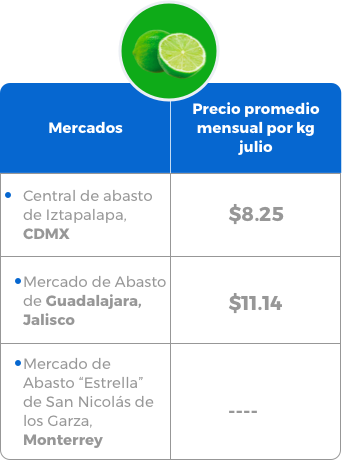 Mercados
Precio promedio
mensual por kg
julio
Central de abasto
de Iztapalapa,
CDMX
$8.25
Mercado de Abasto
de Guadalajara,
Jalisco
$11.14
Mercado de
Abasto “Estrella”
de San Nicolás de
los Garza,
Monterrey
----